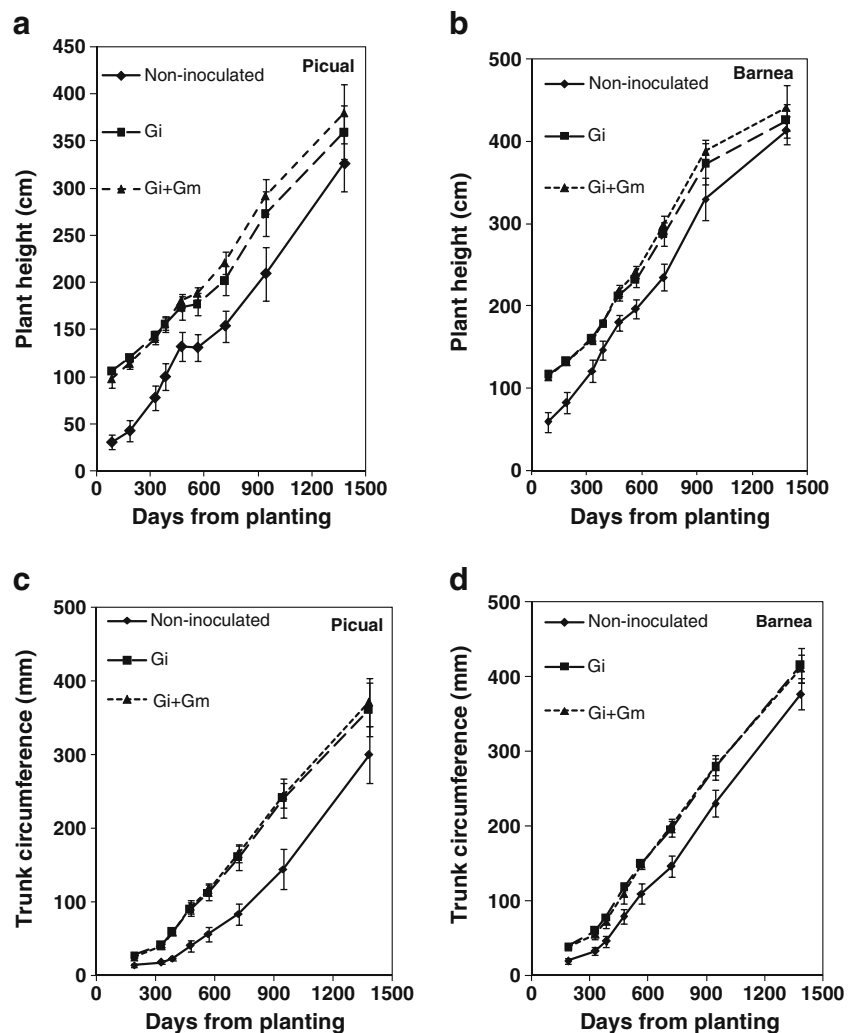 a
Picual
Non-inoculated
Gi
Gi+Gm
450
400
350
300
250
200
150
100
50
0
Plant height (cm)
0 300 600 900 1200 1500
Days from planting
b
Barnea
Non-inoculated
Gi
Gi+Gm
500
400
300
200
100
0
Plant height (cm)
0 300 600 900 1200 1500
Days from planting
c
Non-inoculated
Picual
Gi
Gi+Gm
500
400
300
200
100
0
Trunk circumference (mm)
0 300 600 900 1200 1500
Days from planting
d
Non-inoculated
Barnea
Gi
Gi+Gm
500
400
300
200
100
0
Trunk circumference (mm)
0 300 600 900 1200 1500
Days from planting